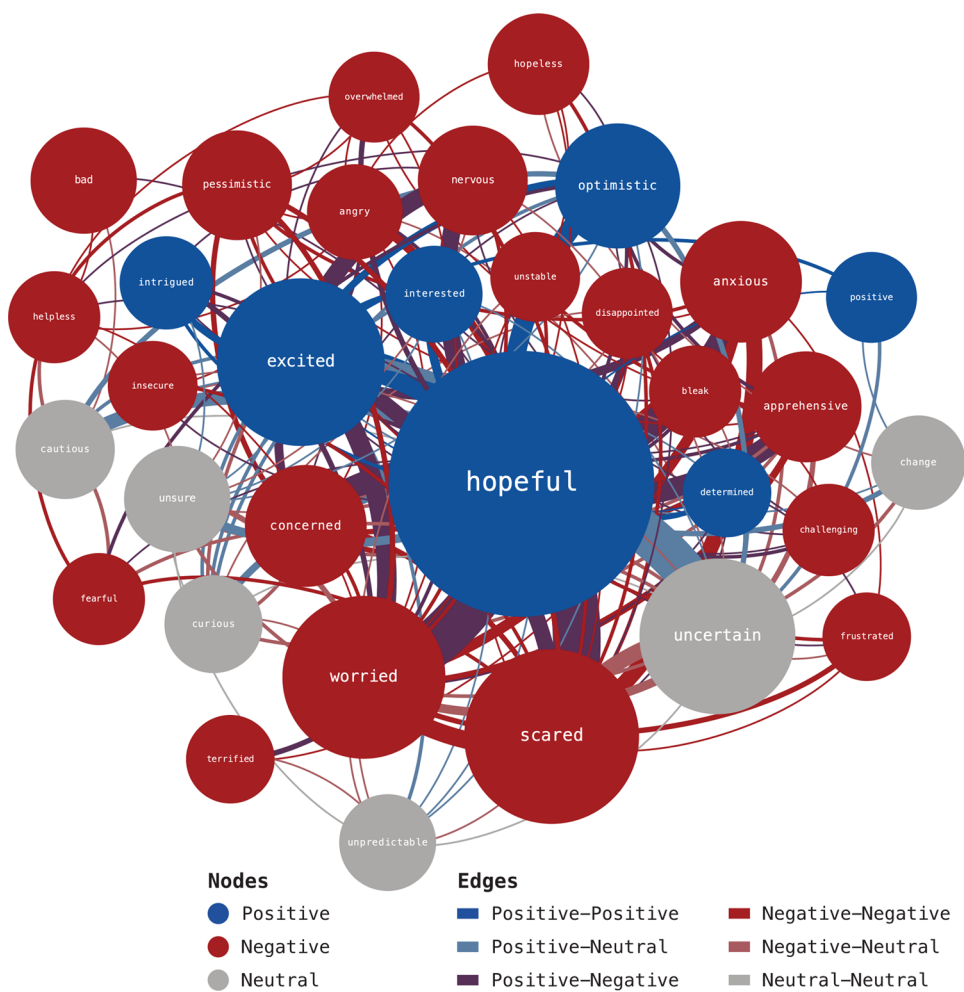 hopeless
overwhelmed
bad
pessimistic
nervous
optimistic
angry
intrigued
interested
unstable
anxious
positive
helpless
disappointed
excited
insecure
bleak
apprehensive
cautious
unsure
hopeful
determined
change
concerned
challenging
fearful
curious
uncertain
frustrated
worried
scared
terrified
unpredictable
Nodes
Positive
Negative
Neutral
Edges
Positive–Positive
Positive–Neutral
Positive–Negative
Negative–Negative
Negative–Neutral
Neutral–Neutral